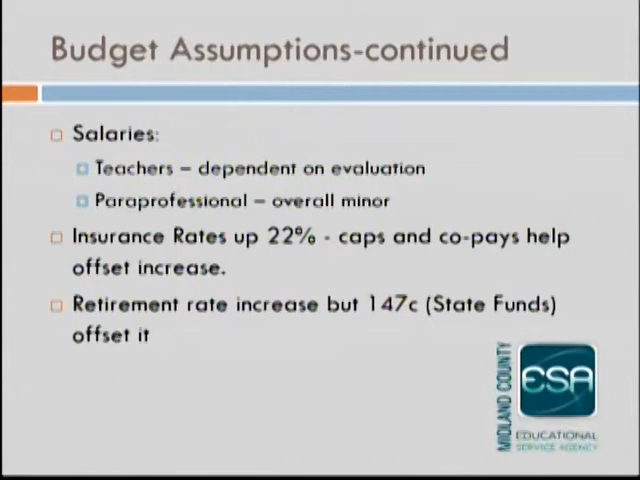 Budget Assumptions-continued
Salaries:
Teachers – dependent on evaluation
Paraprofessional – overall minor
Insurance Rates up 22% - caps and co-pays help
offset increase.
Retirement rate increase but 147c (State Funds)
offset it
MIDLAND COUNTY
ESA
EDUCATIONAL
SERVICE AGENCY